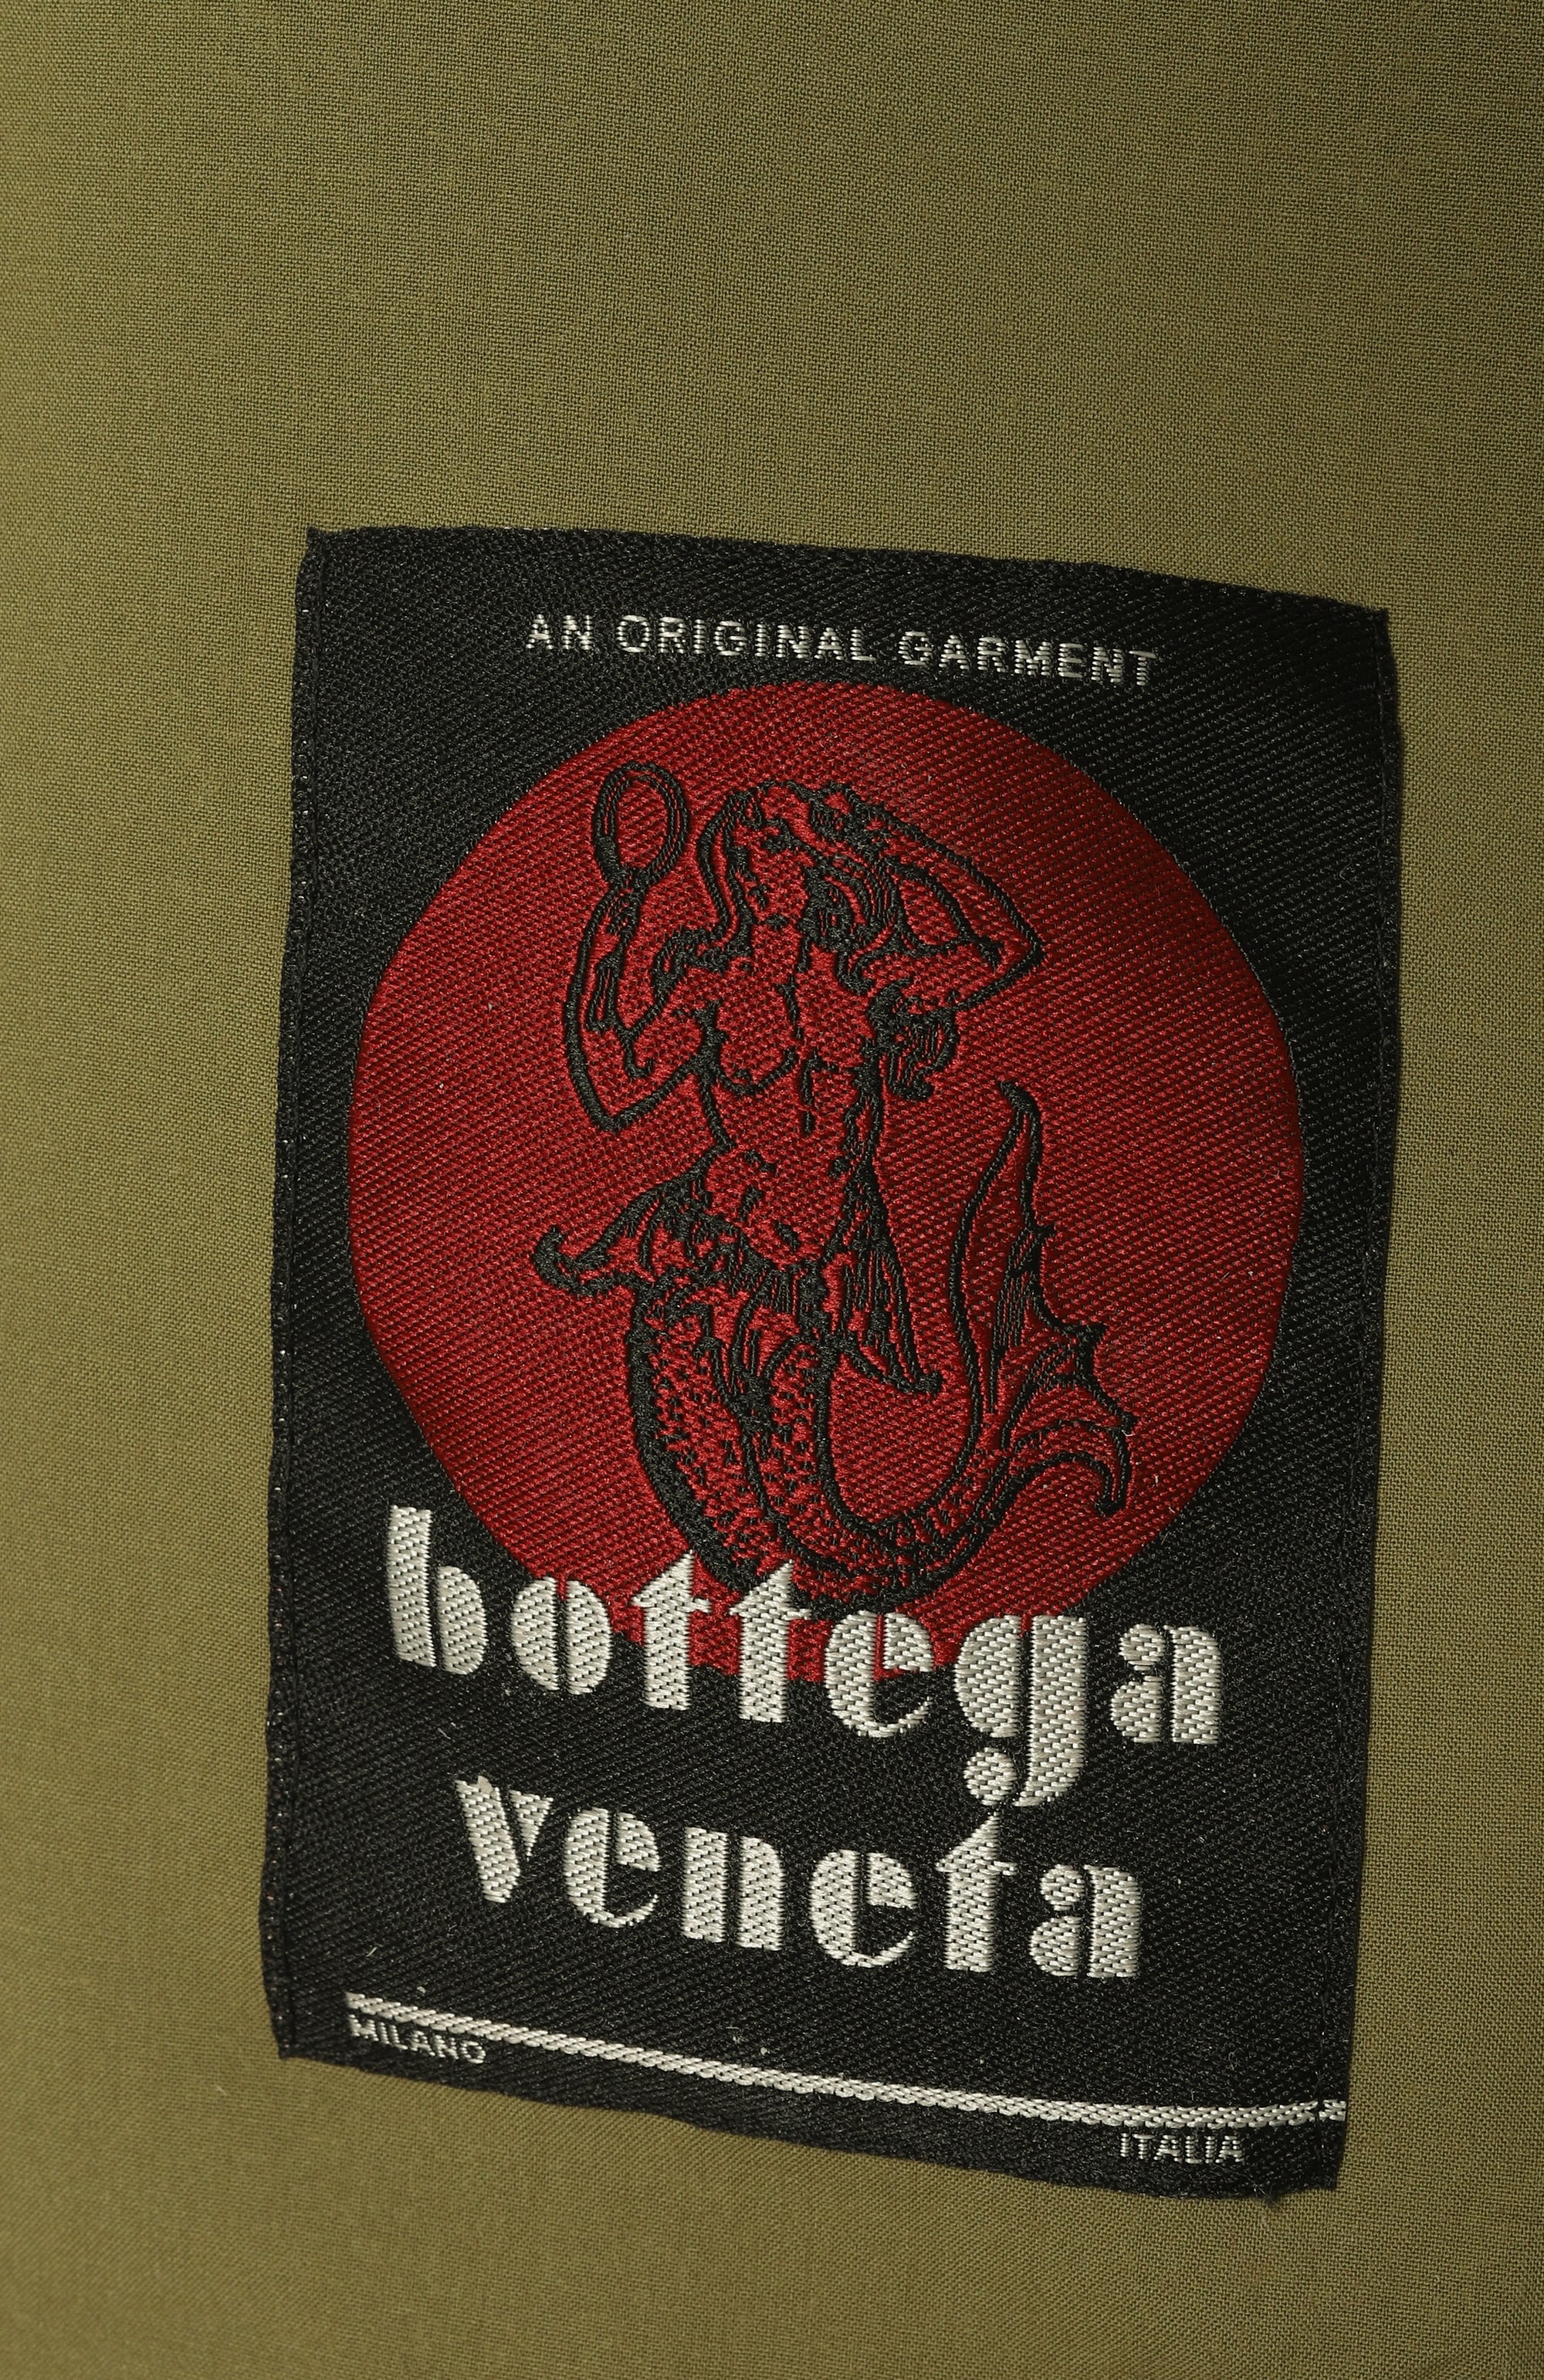 AN ORIGINAL GARMENT
bottega
veneta
MILANO
ITALIA